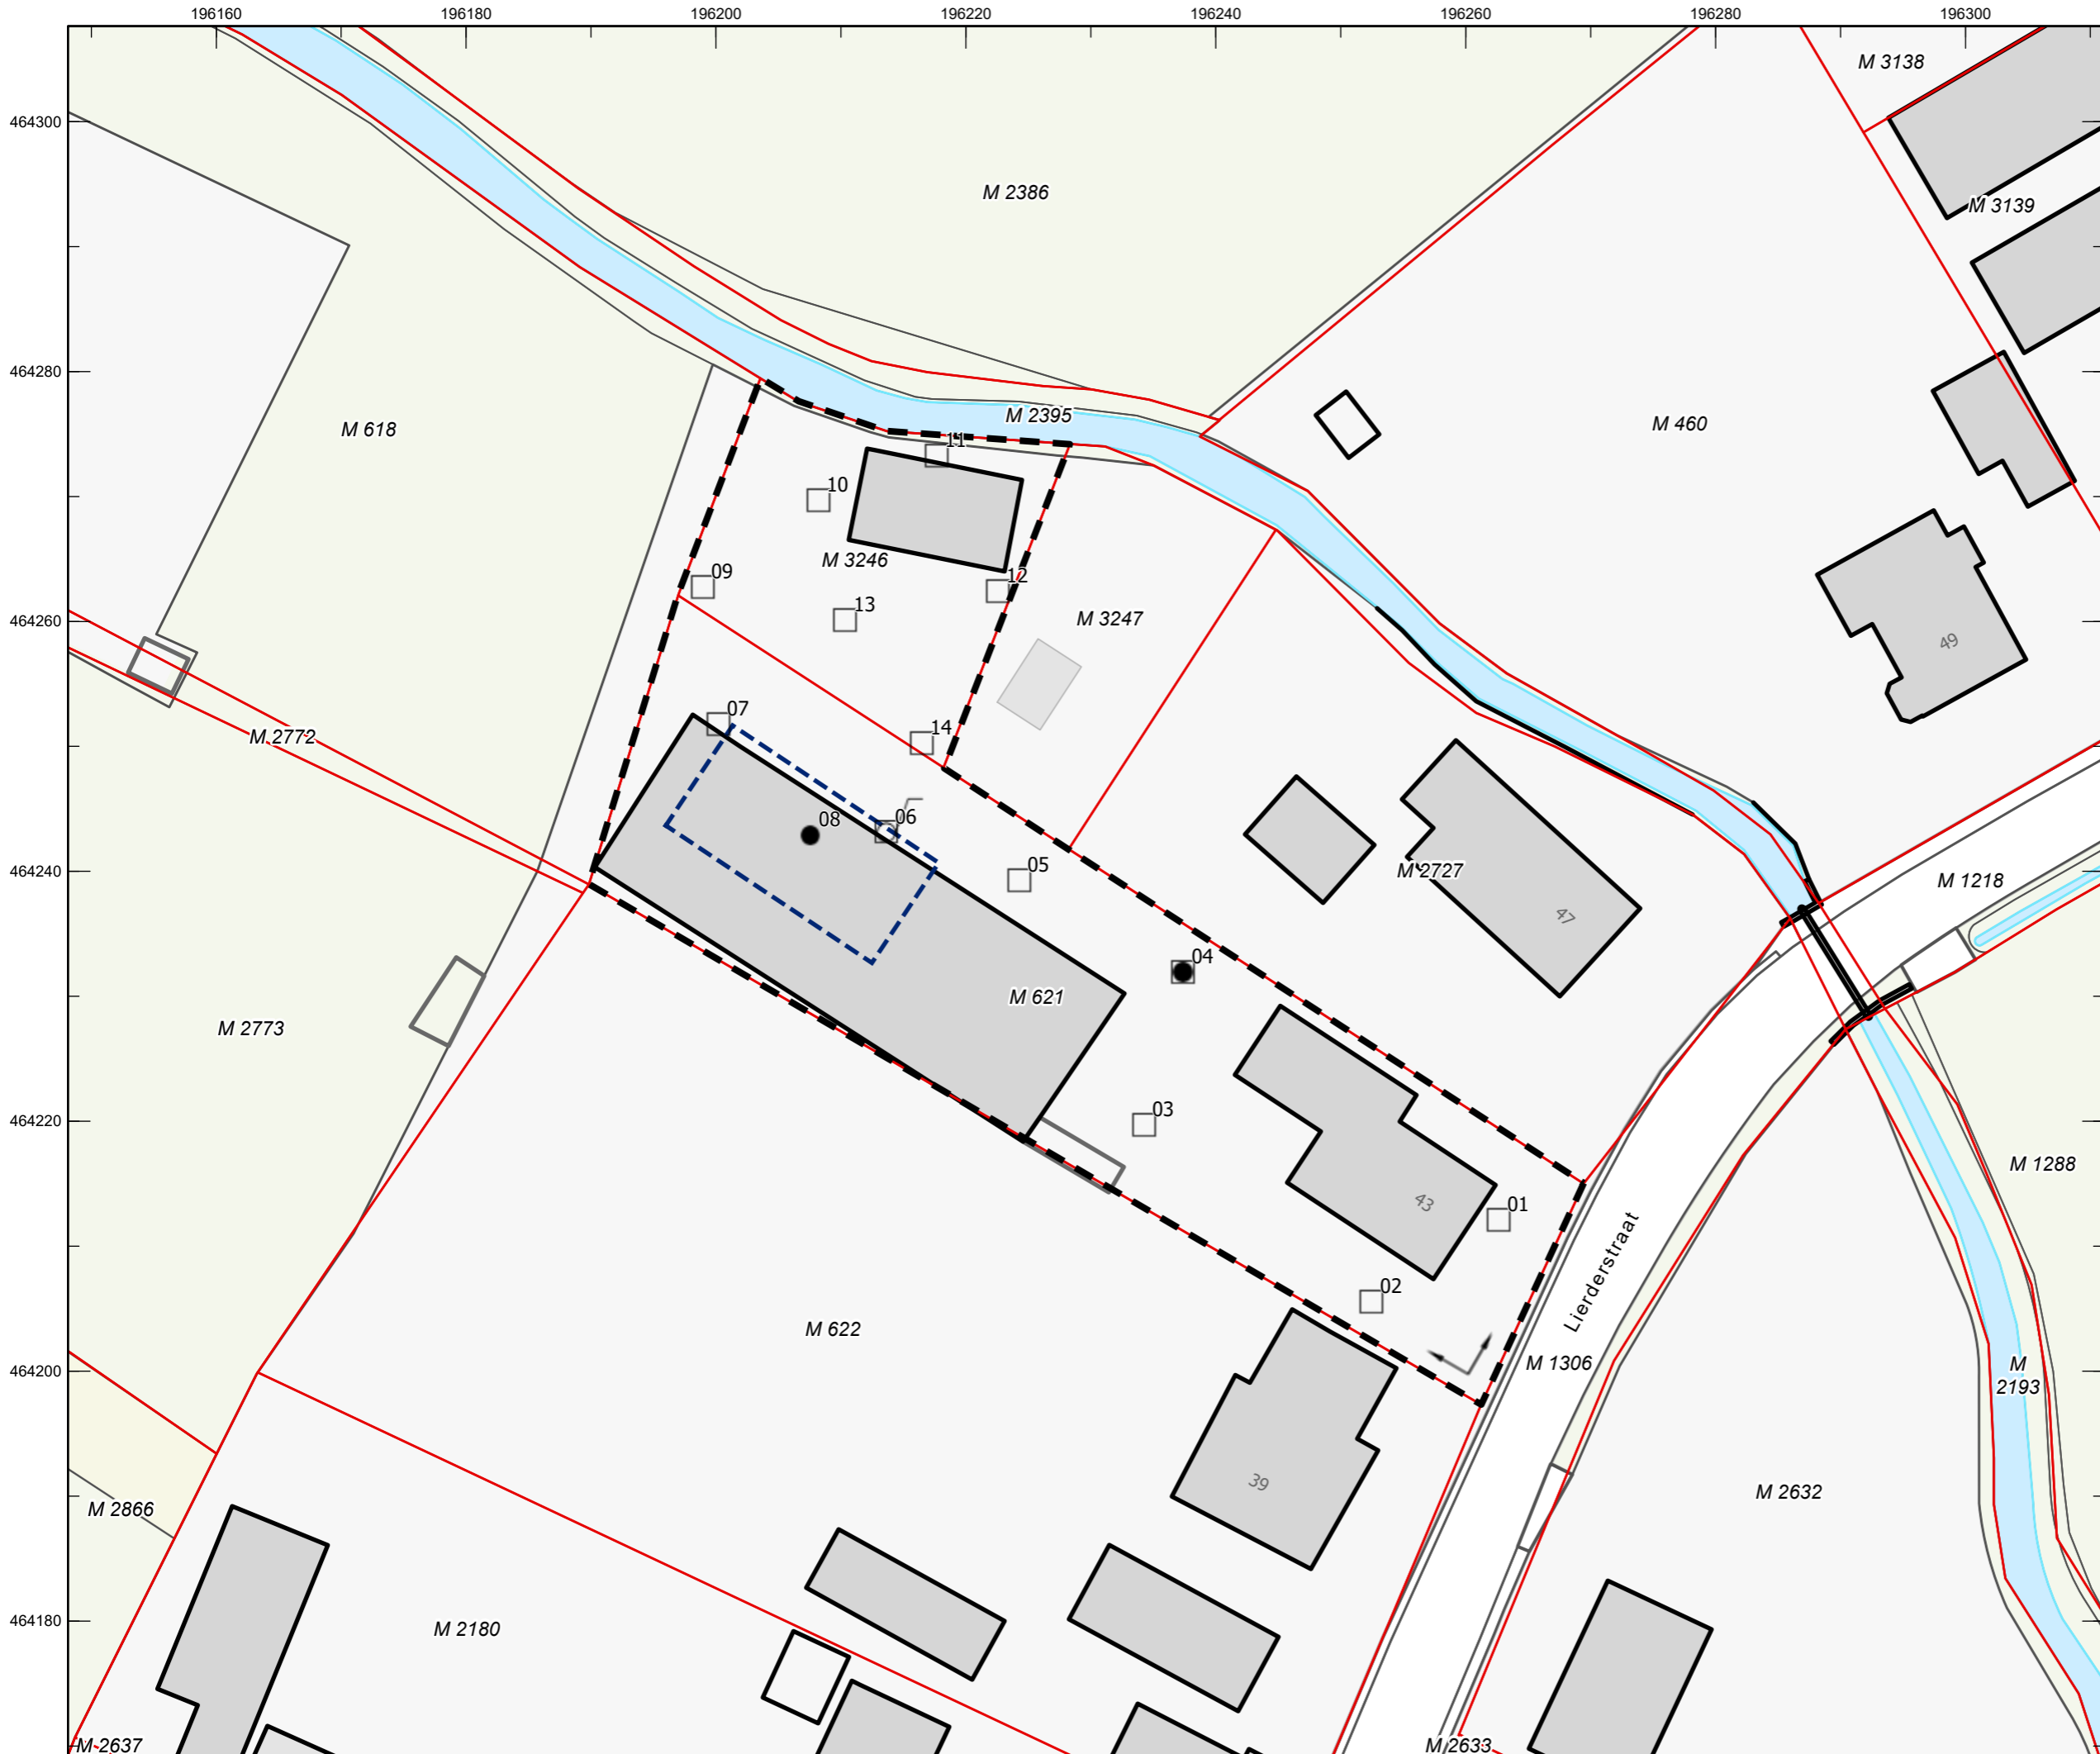 196160 196180 196200 196220 196240 196260 196280 196300
M 3138
464300
M 2386
M 3139
464280
M 2395
M 460
M 618
11
10
M 3246
09
12
13
M 3247
464260
49
07
14
M 2772
08
06
05
M 2727
464240
M 1218
47
04
M 621
M 2773
03
464220
M 1288
43
01
02
M 622
Lierderstraat
M 1306
464200
M
2193
39
M 2632
M 2866
464180
M 2180
M 2637
M 2633